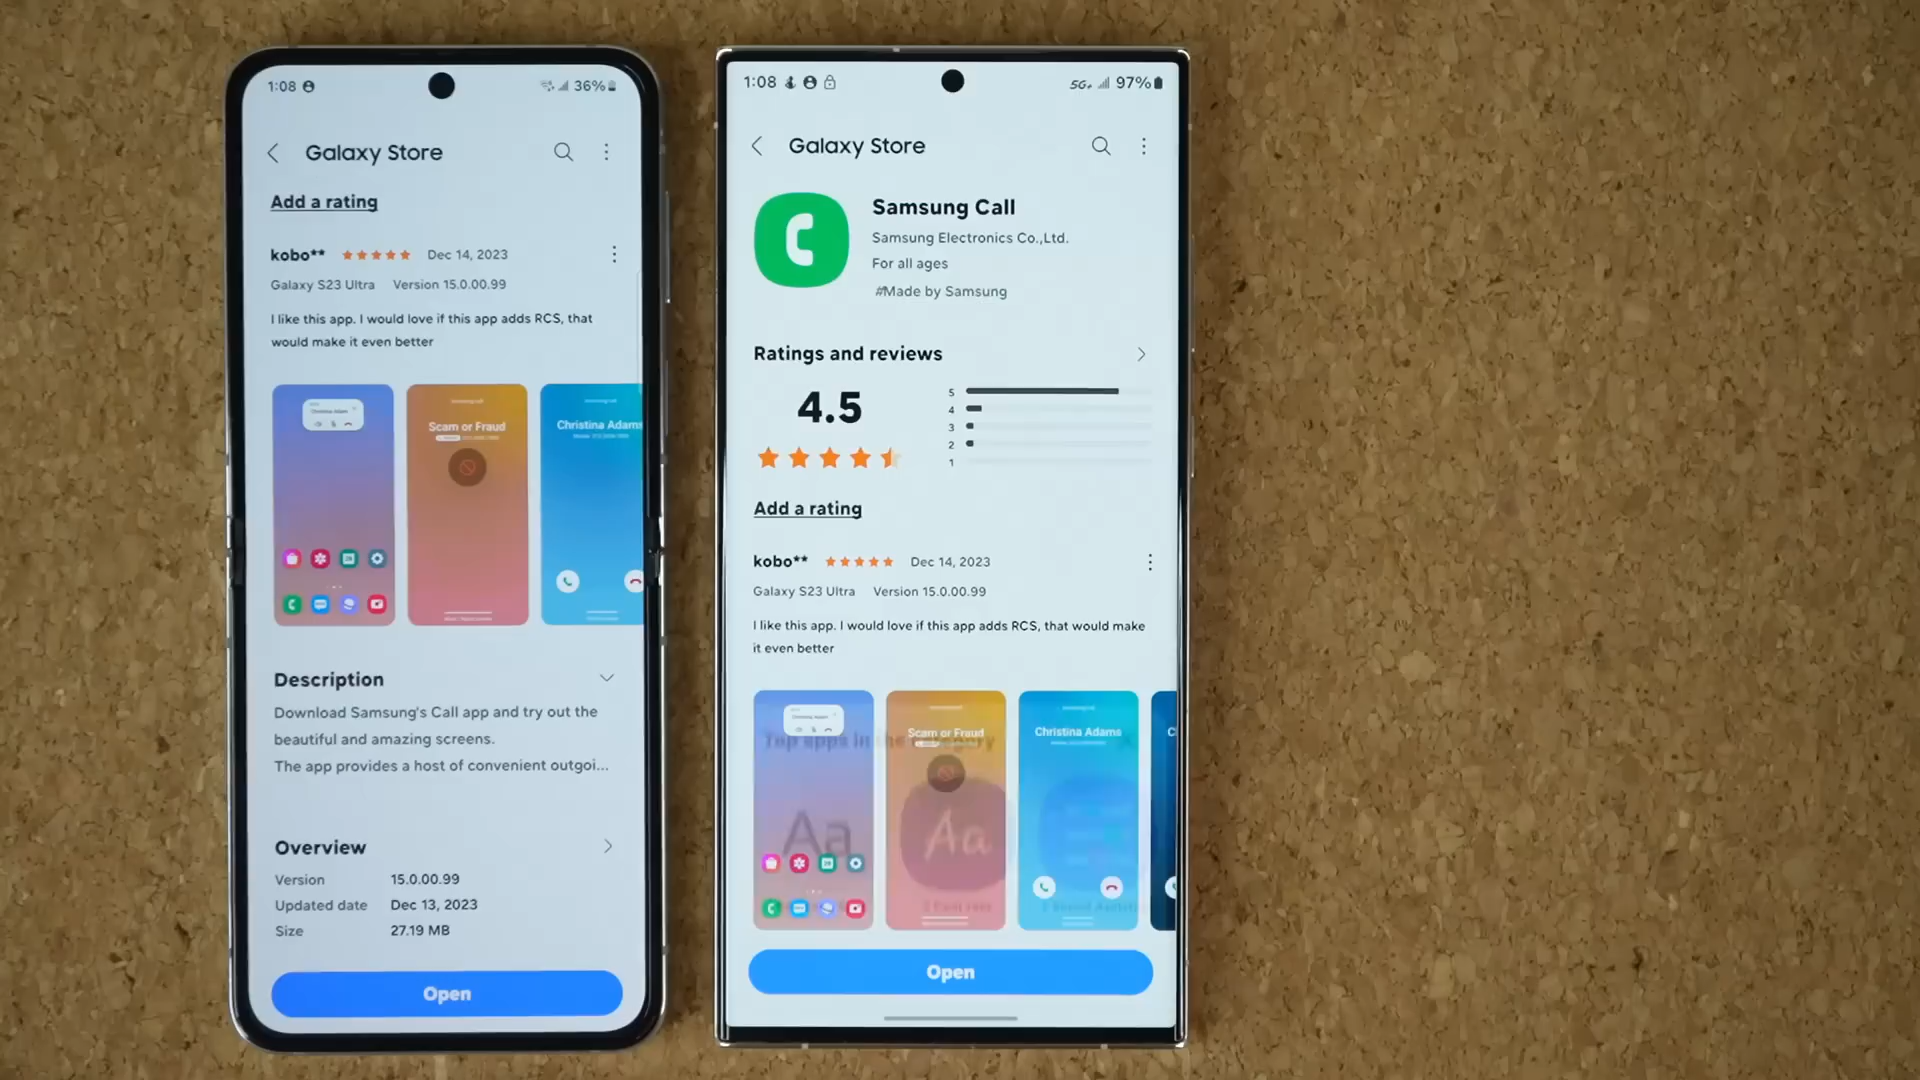 1:08
36%
Galaxy Store
Add a rating
kobo** Dec 14, 2023
Galaxy S23 Ultra Version 15.0.00.99
I like this app. I would love if this app adds RCS, that
would make it even better
Christina Adams
Scam or Fraud
Christina Adams
Description
Download Samsung's Call app and try out the
beautiful and amazing screens.
The app provides a host of convenient outgoi...
Overview
Version 15.0.00.99
Updated date Dec 13, 2023
Size 27.19 MB
Open
1:08
5G+ 97%
Galaxy Store
Samsung Call
Samsung Electronics Co.,Ltd.
For all ages
#Made by Samsung
Ratings and reviews
4.5
5
4
3
2
1
Add a rating
kobo** Dec 14, 2023
Galaxy S23 Ultra Version 15.0.00.99
I like this app. I would love if this app adds RCS, that would make
it even better
Christina Adams
Scam or Fraud
Christina Adams
C
Top apps in the category
Aa
Aa
Open